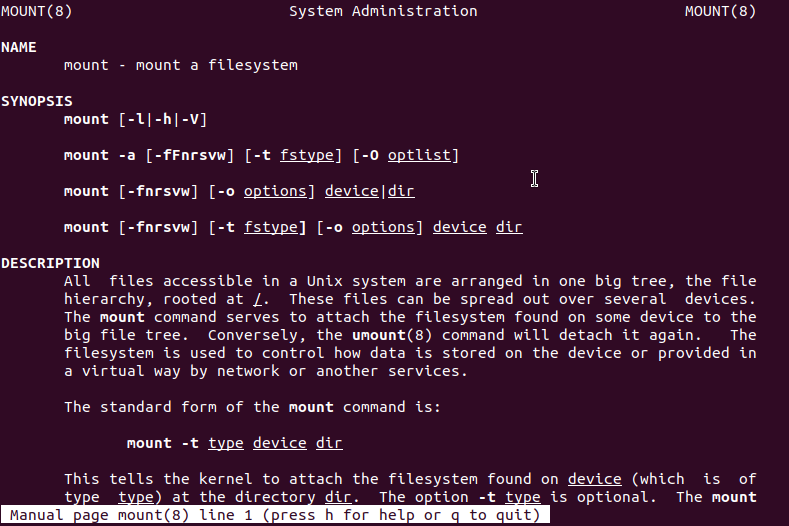 MOUNT(8) System Administration MOUNT(8)
NAME
mount - mount a filesystem
SYNOPSIS
mount [-l|-h|-V]
mount -a [-fFnrsvw] [-t fstype] [-O optlist]
mount [-fnrsvw] [-o options] device|dir
mount [-fnrsvw] [-t fstype] [-o options] device dir
DESCRIPTION
All files accessible in a Unix system are arranged in one big tree, the file
hierarchy, rooted at /. These files can be spread out over several devices.
The mount command serves to attach the filesystem found on some device to the
big file tree. Conversely, the umount(8) command will detach it again. The
filesystem is used to control how data is stored on the device or provided in
a virtual way by network or another services.
The standard form of the mount command is:
mount -t type device dir
This tells the kernel to attach the filesystem found on device (which is of
type type) at the directory dir. The option -t type is optional. The mount
Manual page mount(8) line 1 (press h for help or q to quit)